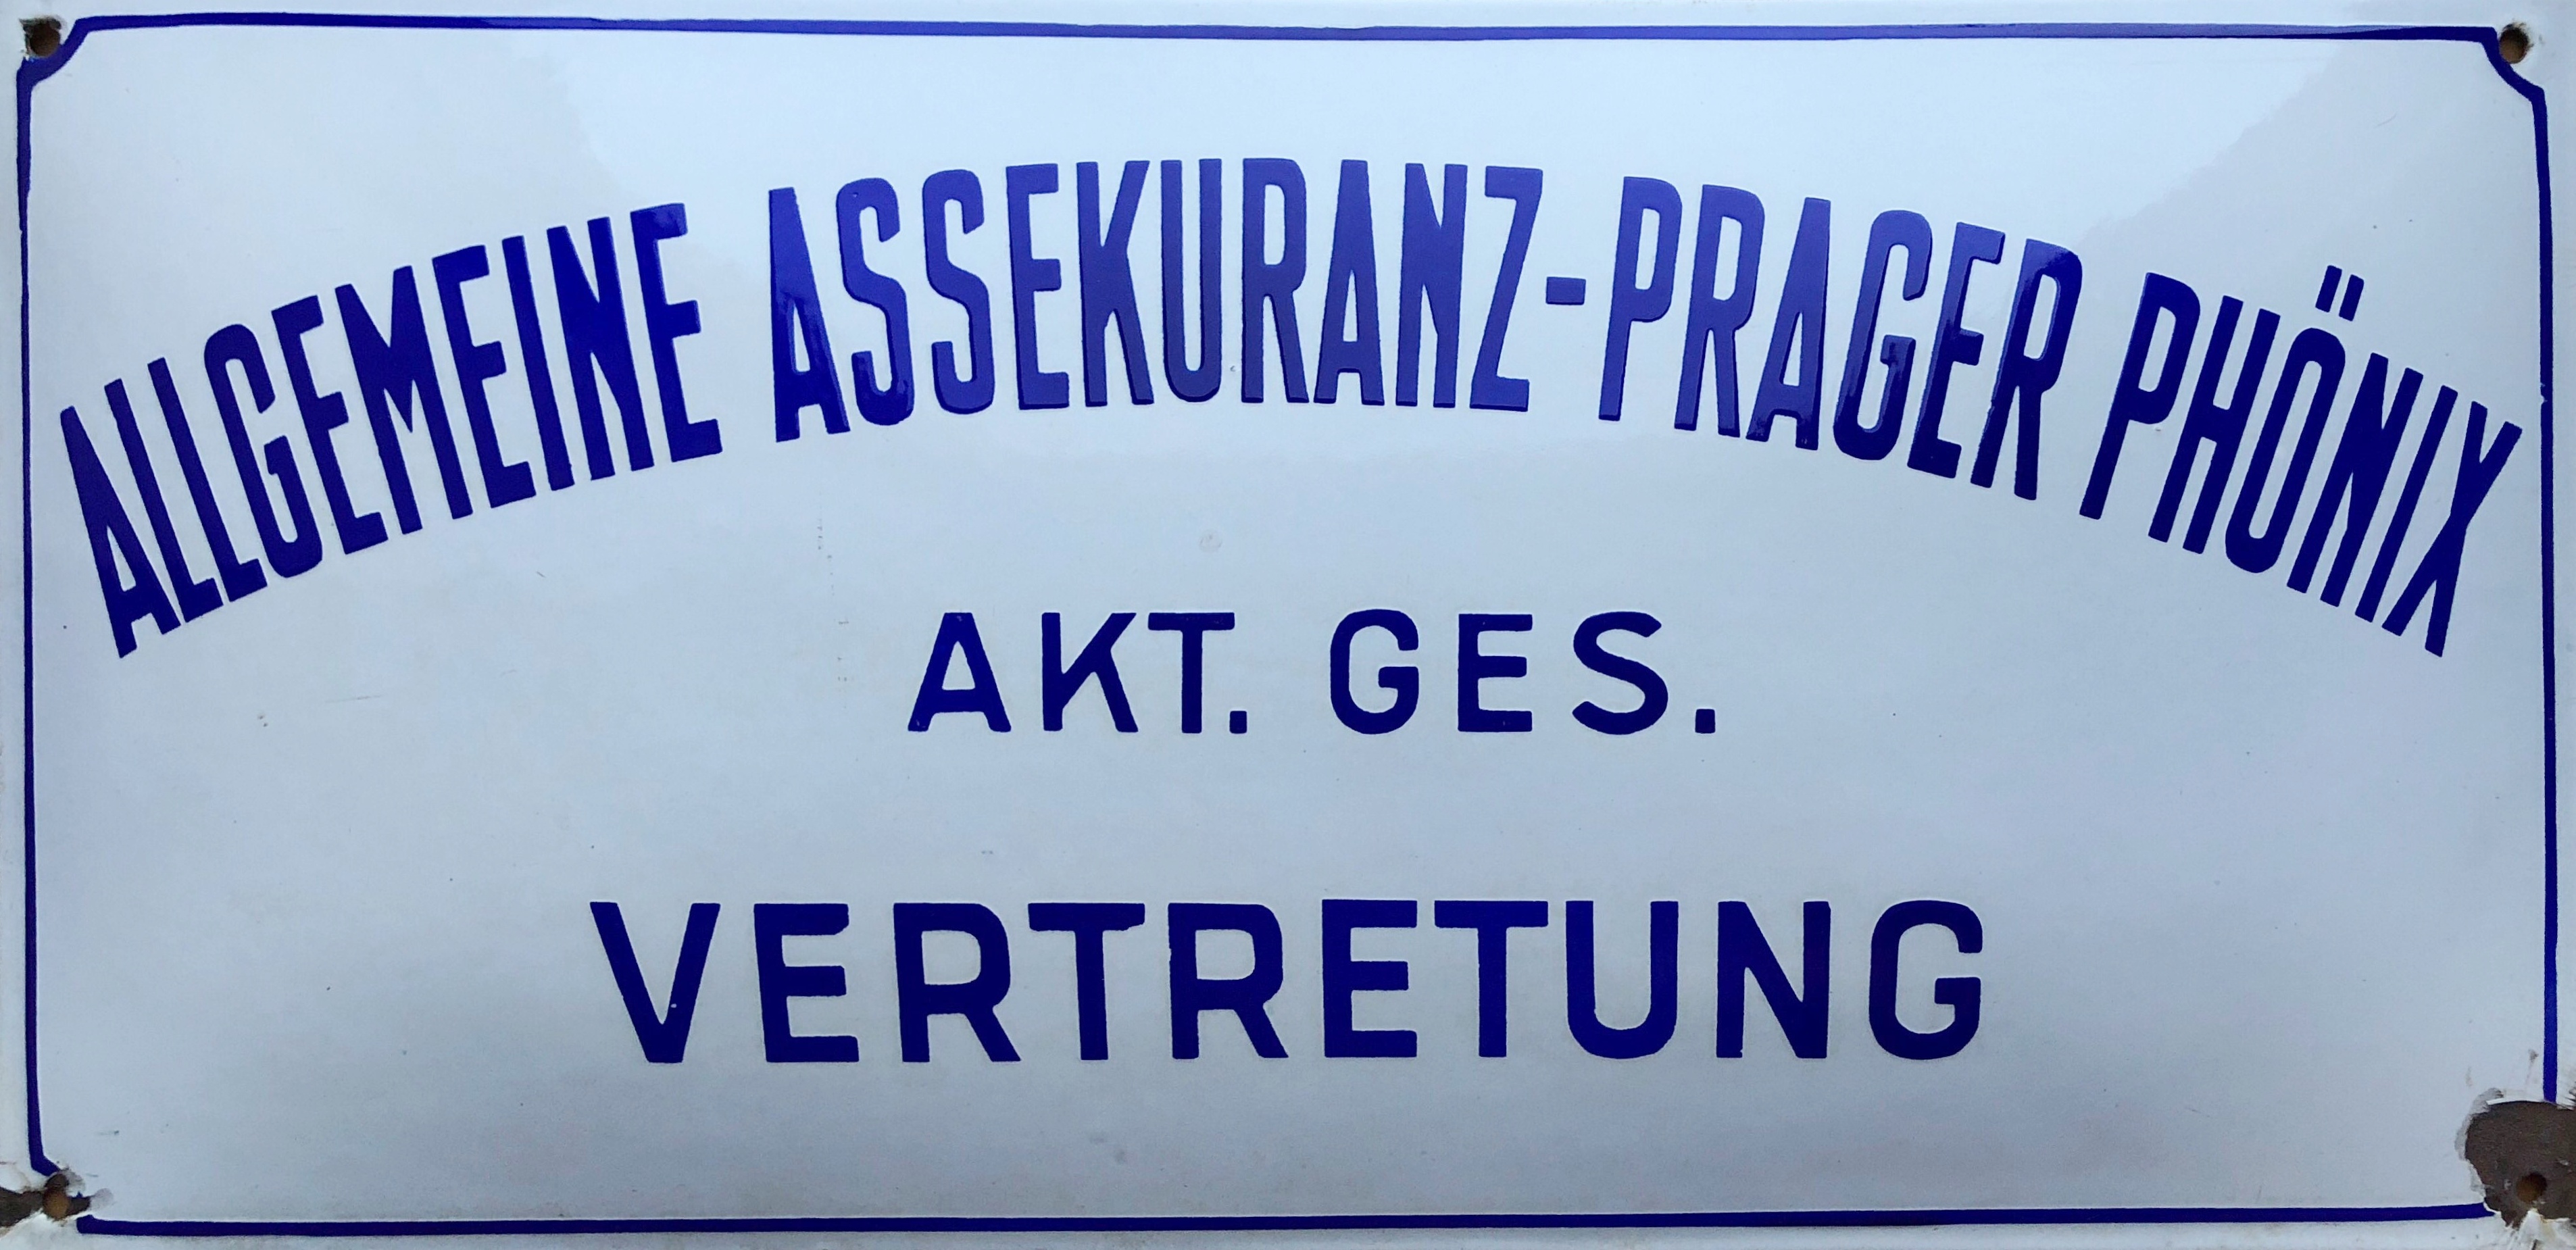 ALLGEMEINE ASSEKURANZ-PRAGER PHÖNIX
AKT. GES.
VERTRETUNG